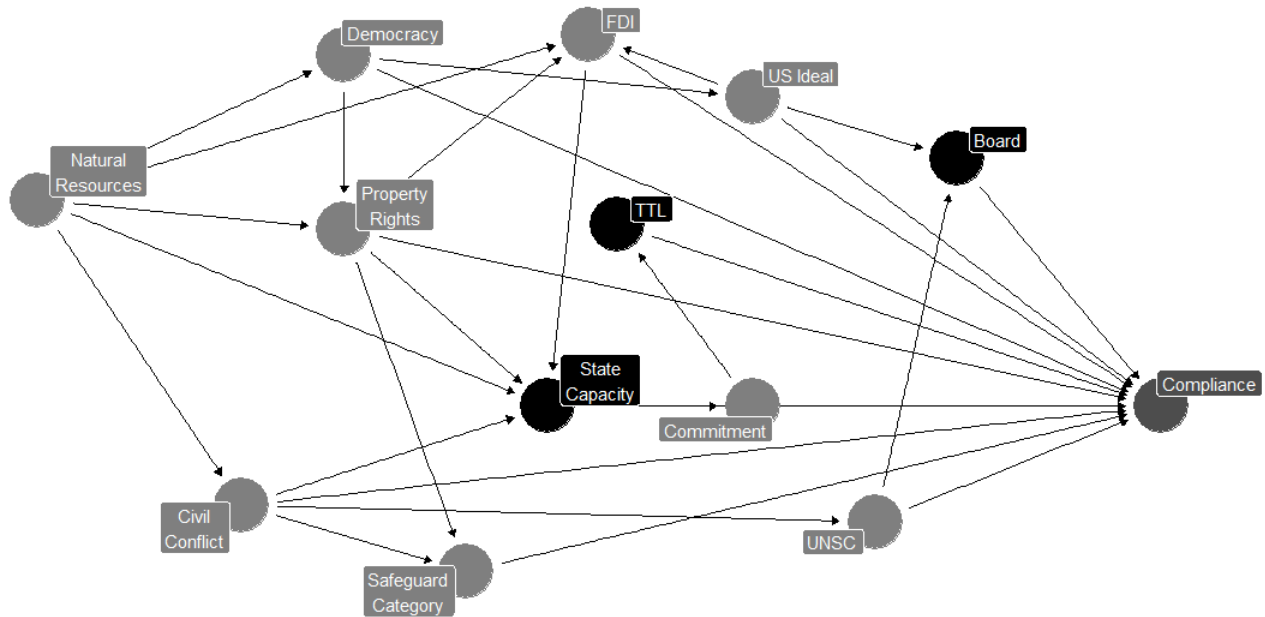 Democracy
FDI
US Ideal
Board
Natural
Resources
Property
Rights
TTL
State
Capacity
Commitment
Compliance
Civil
Conflict
UNSC
Safeguard
Category